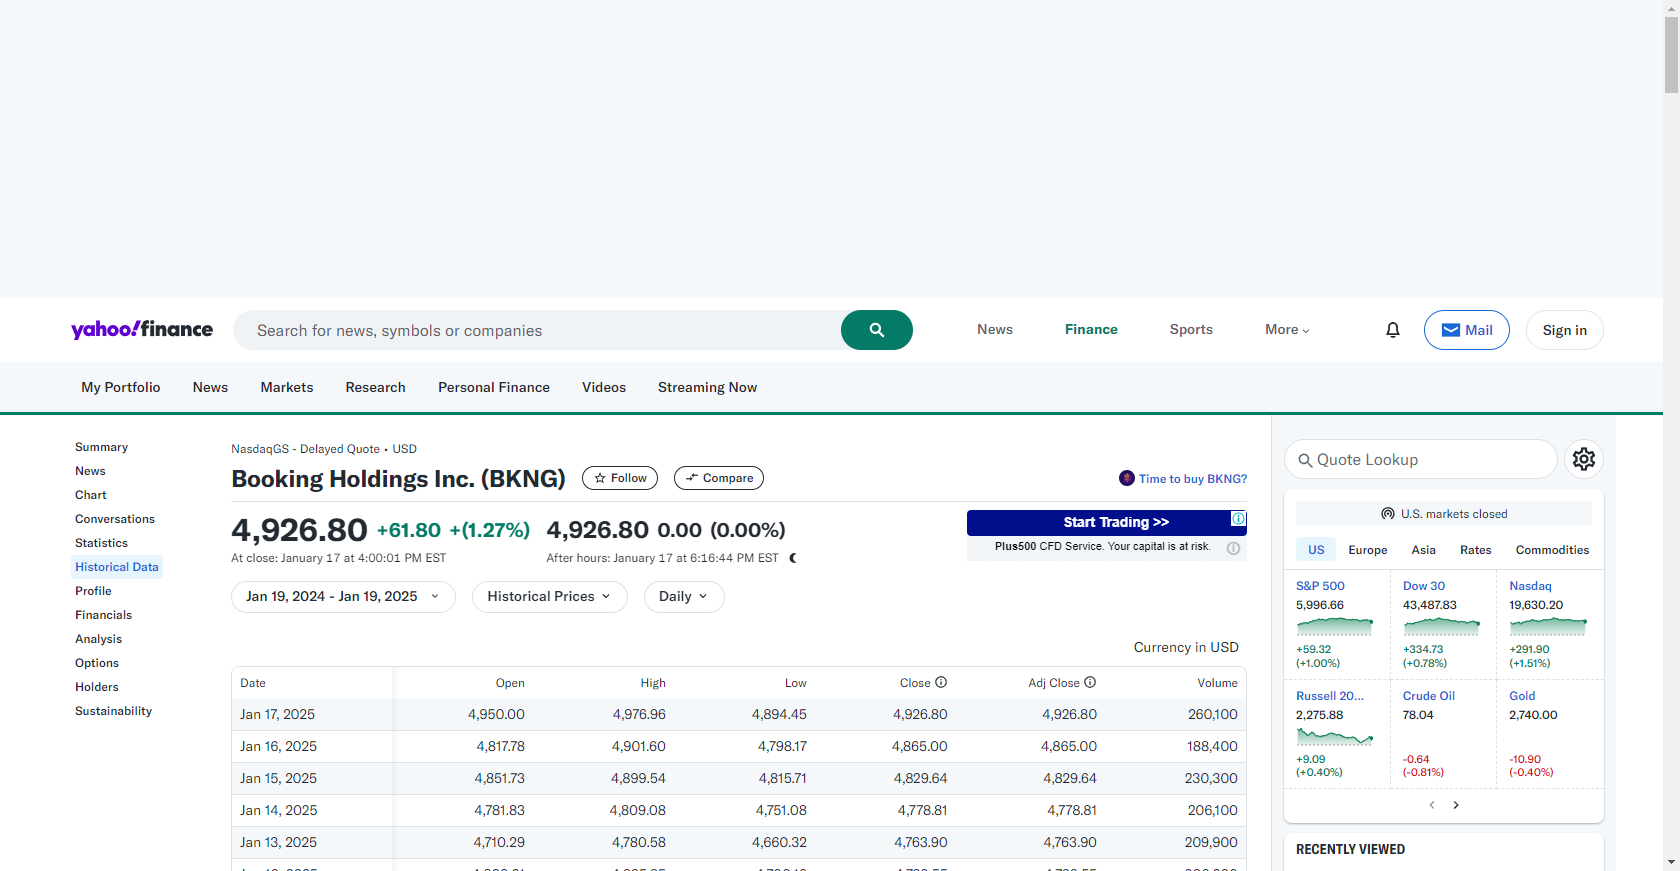 yahoo!finance
Search for news, symbols or companies
News
Finance
Sports
More
Mail
Sign in
My Portfolio
News
Markets
Research
Personal Finance
Videos
Streaming Now
Summary
News
Chart
Conversations
Statistics
Historical Data
Profile
Financials
Analysis
Options
Holders
Sustainability
NasdaqGS - Delayed Quote • USD
Booking Holdings Inc. (BKNG)
Follow
Compare
Time to buy BKNG?
4,926.80 +61.80 +(1.27%)
At close: January 17 at 4:00:01 PM EST
4,926.80 0.00 (0.00%)
After hours: January 17 at 6:16:44 PM EST
Start Trading >>
Plus500 CFD Service. Your capital is at risk.
Jan 19, 2024 - Jan 19, 2025
Historical Prices
Daily
Currency in USD
Date Open High Low Close Adj Close Volume
Jan 17, 2025 4,950.00 4,976.96 4,894.45 4,926.80 4,926.80 260,100
Jan 16, 2025 4,817.78 4,901.60 4,798.17 4,865.00 4,865.00 188,400
Jan 15, 2025 4,851.73 4,899.54 4,815.71 4,829.64 4,829.64 230,300
Jan 14, 2025 4,781.83 4,809.08 4,751.08 4,778.81 4,778.81 206,100
Jan 13, 2025 4,710.29 4,780.58 4,660.32 4,763.90 4,763.90 209,900
Quote Lookup
U.S. markets closed
US Europe Asia Rates Commodities
S&P 500
5,996.66
+59.32
(+1.00%)
Dow 30
43,487.83
+334.73
(+0.78%)
Nasdaq
19,630.20
+291.90
(+1.51%)
Russell 20...
2,275.88
+9.09
(+0.40%)
Crude Oil
78.04
-0.64
(-0.81%)
Gold
2,740.00
-10.90
(-0.40%)
RECENTLY VIEWED